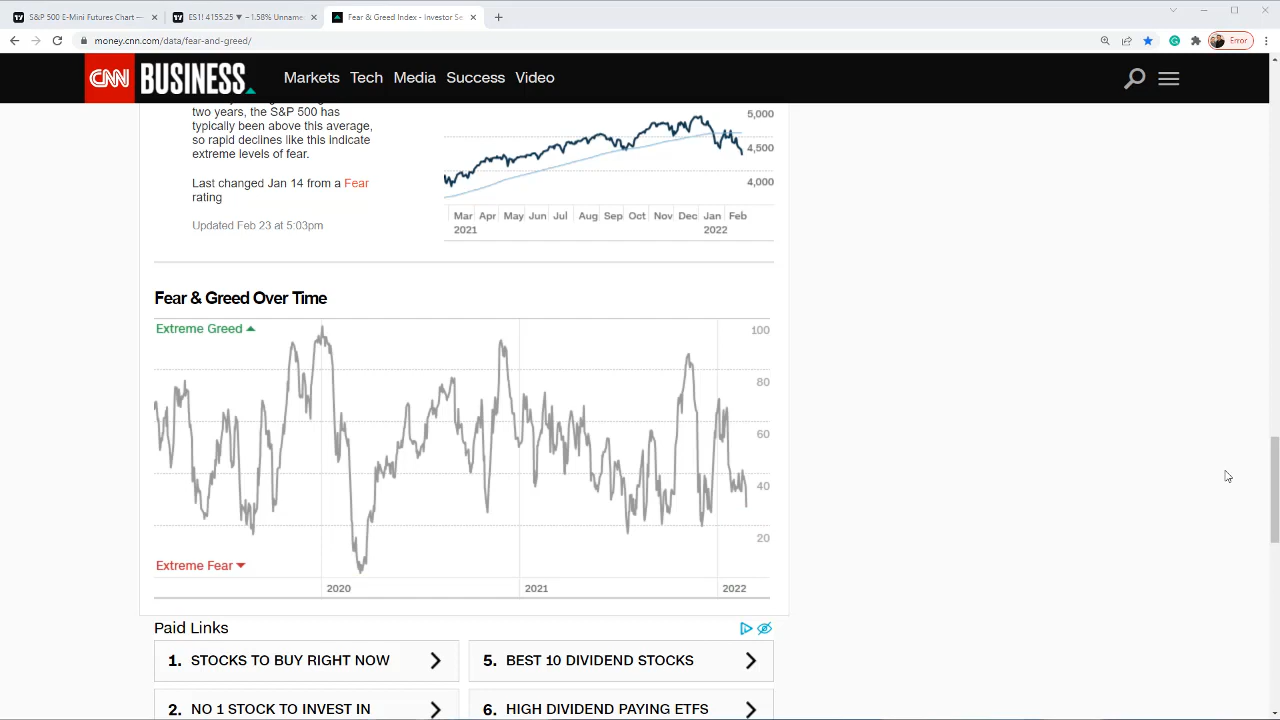 S&P 500 E-Mini Futures Chart —
ES1! 4155.25 ▼ −1.58% Unname
Fear & Greed Index - Investor Se
money.cnn.com/data/fear-and-greed/
Error
CNN BUSINESS
Markets Tech Media Success Video
two years, the S&P 500 has
typically been above this average,
so rapid declines like this indicate
extreme levels of fear.
Last changed Jan 14 from a Fear
rating
Updated Feb 23 at 5:03pm
5,000
4,500
4,000
Mar Apr May Jun Jul Aug Sep Oct Nov Dec Jan Feb
2021 2022
Fear & Greed Over Time
Extreme Greed
100
80
60
40
20
Extreme Fear
2020 2021 2022
Paid Links
1. STOCKS TO BUY RIGHT NOW
5. BEST 10 DIVIDEND STOCKS
2. NO 1 STOCK TO INVEST IN
6. HIGH DIVIDEND PAYING ETFS